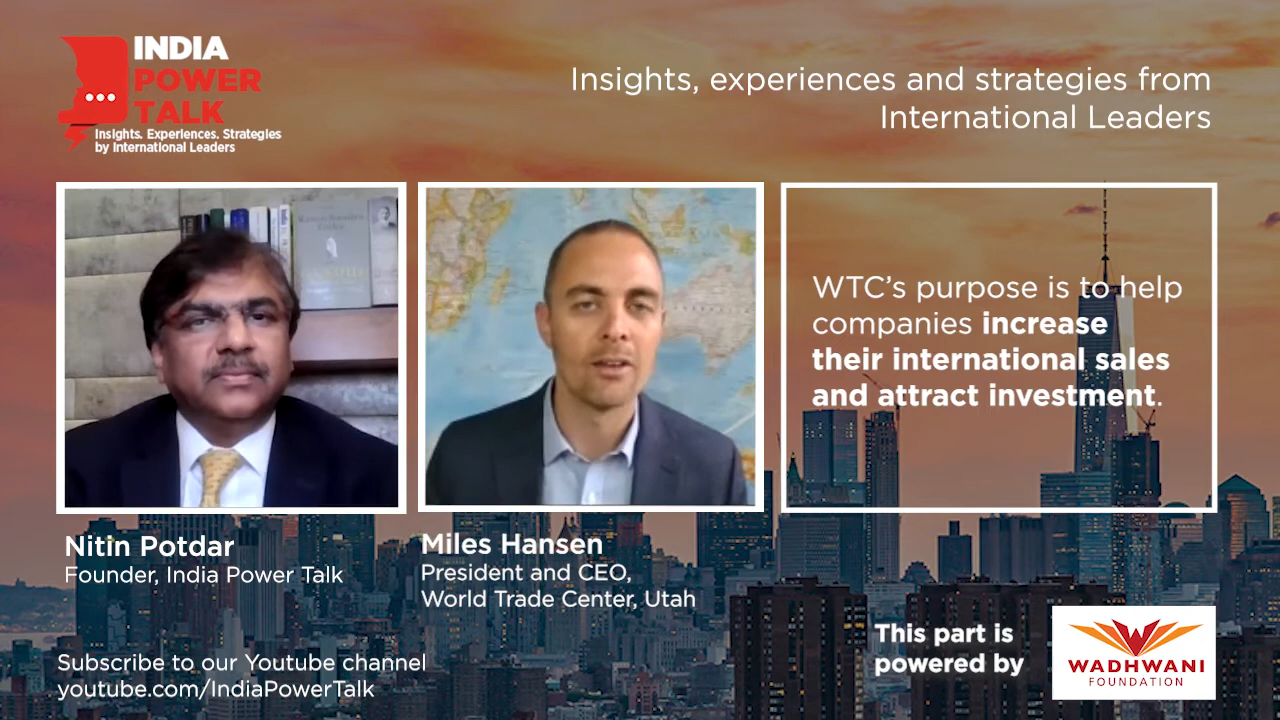 INDIA
POWER
TALK
Insights. Experiences. Strategies
by International Leaders
Insights, experiences and strategies from
International Leaders
WTC’s purpose is to help
companies increase
their international sales
and attract investment.
Nitin Potdar
Founder, India Power Talk
Miles Hansen
President and CEO,
World Trade Center, Utah
This part is
powered by
WADHWANI
FOUNDATION
Subscribe to our Youtube channel
youtube.com/IndiaPowerTalk